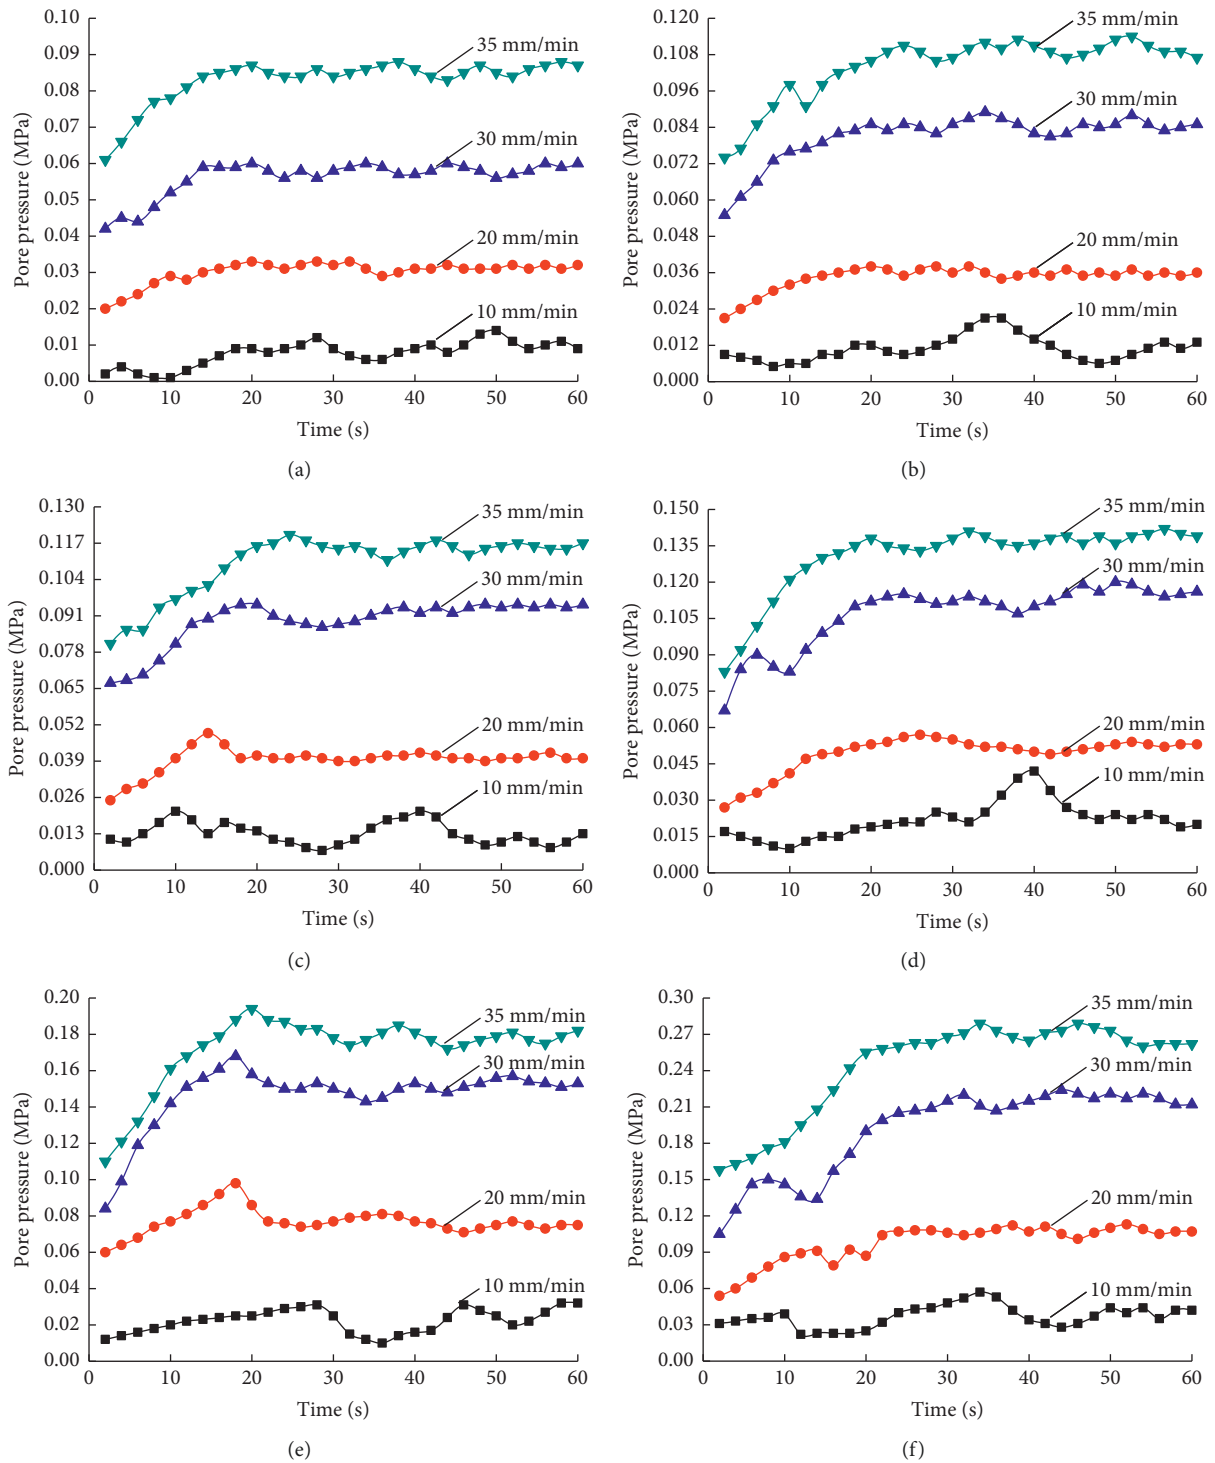 0.10
0.09
0.08
0.07
0.06
0.05
0.04
0.03
0.02
0.01
0.00
Pore pressure (MPa)
35 mm/min
30 mm/min
20 mm/min
10 mm/min
0 10 20 30 40 50 60
Time (s)
(a)
0.120
0.108
0.096
0.084
0.072
0.060
0.048
0.036
0.024
0.012
0.000
Pore pressure (MPa)
35 mm/min
30 mm/min
20 mm/min
10 mm/min
0 10 20 30 40 50 60
Time (s)
(b)
0.130
0.117
0.104
0.091
0.078
0.065
0.052
0.039
0.026
0.013
0.000
Pore pressure (MPa)
35 mm/min
30 mm/min
20 mm/min
10 mm/min
0 10 20 30 40 50 60
Time (s)
(c)
0.150
0.135
0.120
0.105
0.090
0.075
0.060
0.045
0.030
0.015
0.000
Pore pressure (MPa)
35 mm/min
30 mm/min
20 mm/min
10 mm/min
0 10 20 30 40 50 60
Time (s)
(d)
0.20
0.18
0.16
0.14
0.12
0.10
0.08
0.06
0.04
0.02
0.00
Pore pressure (MPa)
35 mm/min
30 mm/min
20 mm/min
10 mm/min
0 10 20 30 40 50 60
Time (s)
(e)
0.30
0.27
0.24
0.21
0.18
0.15
0.12
0.09
0.06
0.03
0.00
Pore pressure (MPa)
35 mm/min
30 mm/min
20 mm/min
10 mm/min
0 10 20 30 40 50 60
Time (s)
(f)